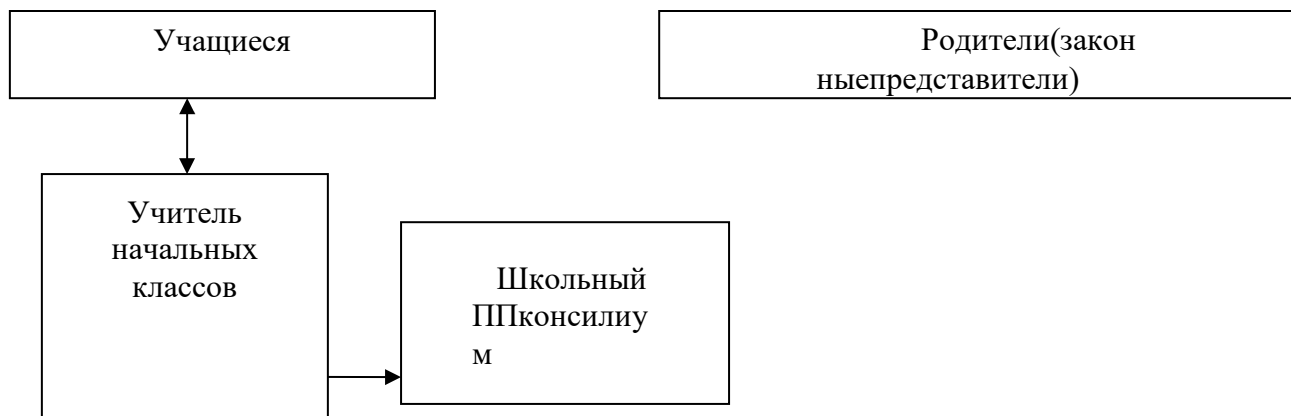 Учащиеся
Родители(закон
ныепредставители)
Учитель
начальных
классов
Школьный
ППконсилиу
м